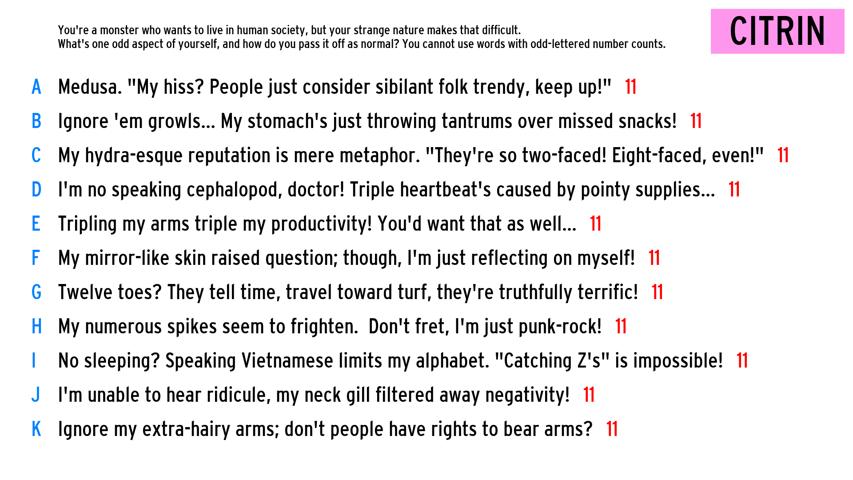 You're a monster who wants to live in human society, but your strange nature makes that difficult.
What's one odd aspect of yourself, and how do you pass it off as normal? You cannot use words with odd-lettered number counts.
CITRIN
A Medusa. "My hiss? People just consider sibilant folk trendy, keep up!" 11
B Ignore 'em growls... My stomach's just throwing tantrums over missed snacks! 11
C My hydra-esque reputation is mere metaphor. "They're so two-faced! Eight-faced, even!" 11
D I'm no speaking cephalopod, doctor! Triple heartbeat's caused by pointy supplies... 11
E Tripling my arms triple my productivity! You'd want that as well... 11
F My mirror-like skin raised question; though, I'm just reflecting on myself! 11
G Twelve toes? They tell time, travel toward turf, they're truthfully terrific! 11
H My numerous spikes seem to frighten.  Don't fret, I'm just punk-rock! 11
I No sleeping? Speaking Vietnamese limits my alphabet. "Catching Z's" is impossible! 11
J I'm unable to hear ridicule, my neck gill filtered away negativity! 11
K Ignore my extra-hairy arms; don't people have rights to bear arms? 11